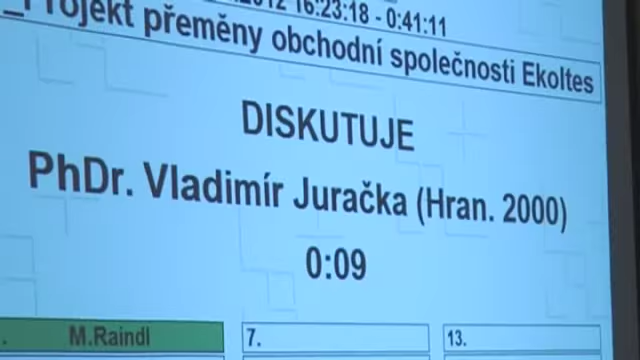 2012 16:23:18 - 0:41:11
Projekt přeměny obchodní společnosti Ekoltes
DISKUTUJE
PhDr. Vladimír Juračka (Hran. 2000)
0:09
M.Raindl
7.
13.